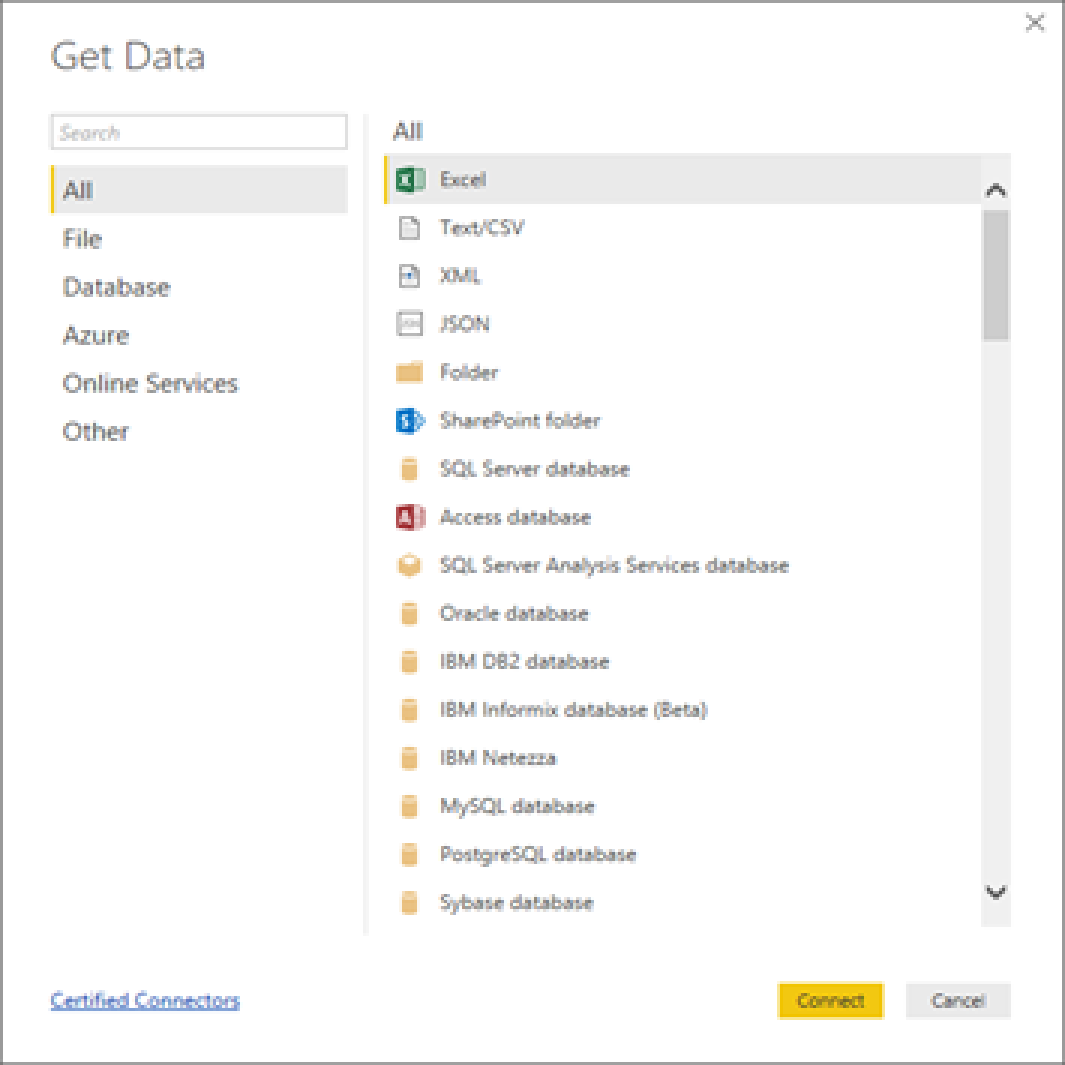 Get Data
Search
All
File
Database
Azure
Online Services
Other
All
Excel
Text/CSV
XML
JSON
Folder
SharePoint folder
SQL Server database
Access database
SQL Server Analysis Services database
Oracle database
IBM DB2 database
IBM Informix database (Beta)
IBM Netezza
MySQL database
PostgreSQL database
Sybase database
Certified Connectors
Connect
Cancel